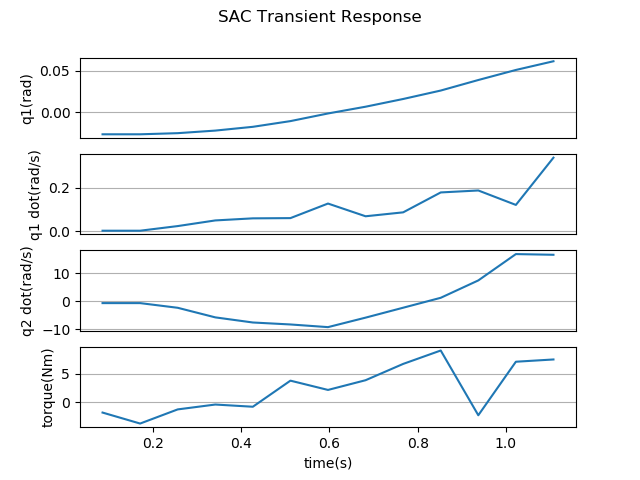 SAC Transient Response
q1(rad)
0.05
0.00
q1 dot(rad/s)
0.2
0.0
q2 dot(rad/s)
10
0
−10
torque(Nm)
5
0
0.2 0.4 0.6 0.8 1.0
time(s)